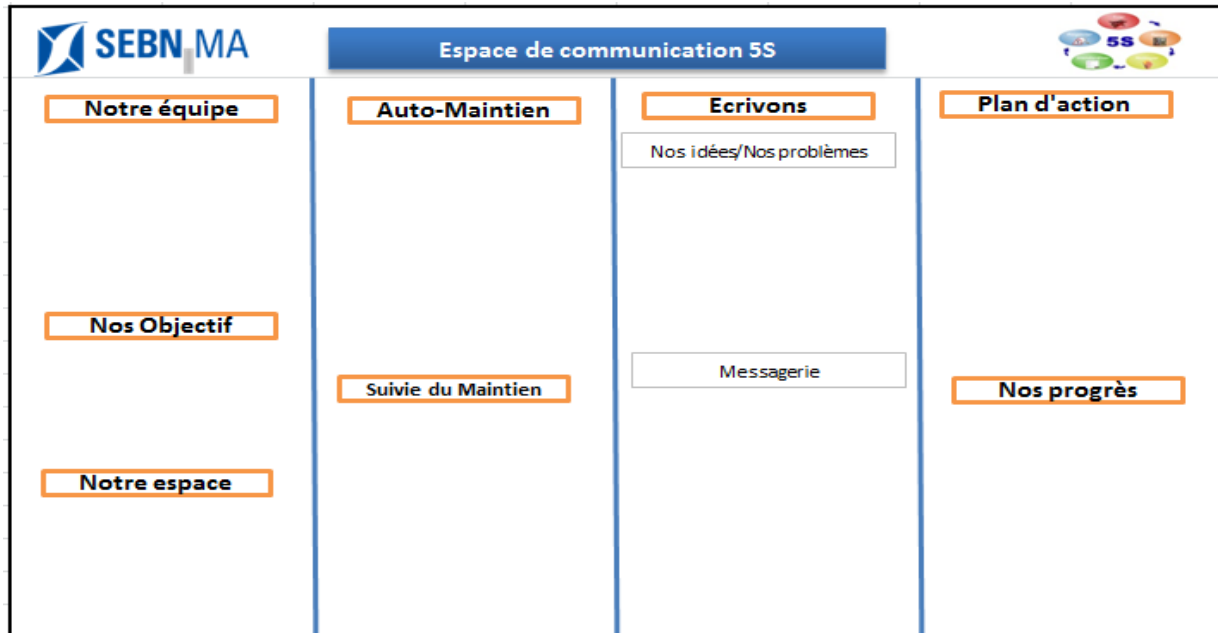 SEBN MA
Espace de communication 5S
5S
Notre équipe
Nos Objectif
Notre espace
Auto-Maintien
Suivie du Maintien
Ecrivons
Nos idées/Nos problèmes
Messagerie
Plan d'action
Nos progrès